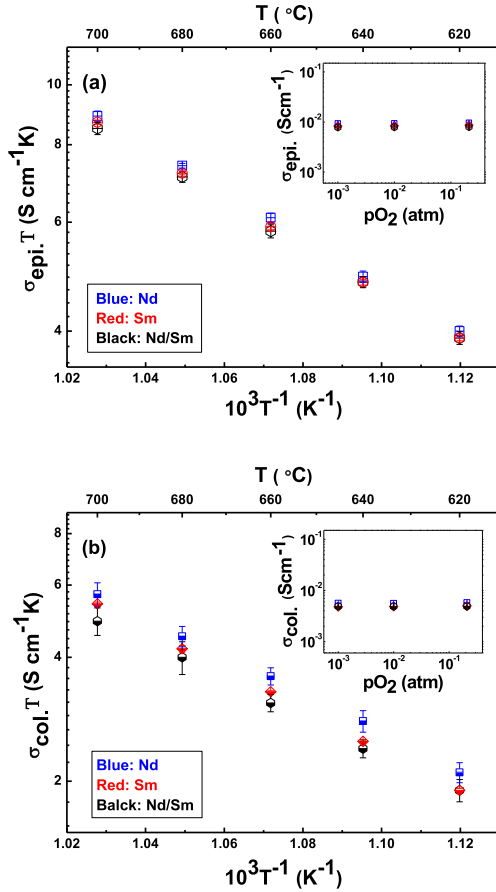 T ( °C)
700 680 660 640 620
(a)
10
8
6
4
σepi.T (S cm⁻¹K)
σepi. (Scm⁻¹)
10⁻¹
10⁻²
10⁻³
10⁻³ 10⁻² 10⁻¹
pO₂ (atm)
Blue: Nd
Red: Sm
Black: Nd/Sm
1.02 1.04 1.06 1.08 1.10 1.12
10³T⁻¹ (K⁻¹)
T ( °C)
700 680 660 640 620
(b)
8
6
4
2
σcol.T (S cm⁻¹K)
σcol. (Scm⁻¹)
10⁻¹
10⁻²
10⁻³
10⁻³ 10⁻² 10⁻¹
pO₂ (atm)
Blue: Nd
Red: Sm
Balck: Nd/Sm
1.02 1.04 1.06 1.08 1.10 1.12
10³T⁻¹ (K⁻¹)